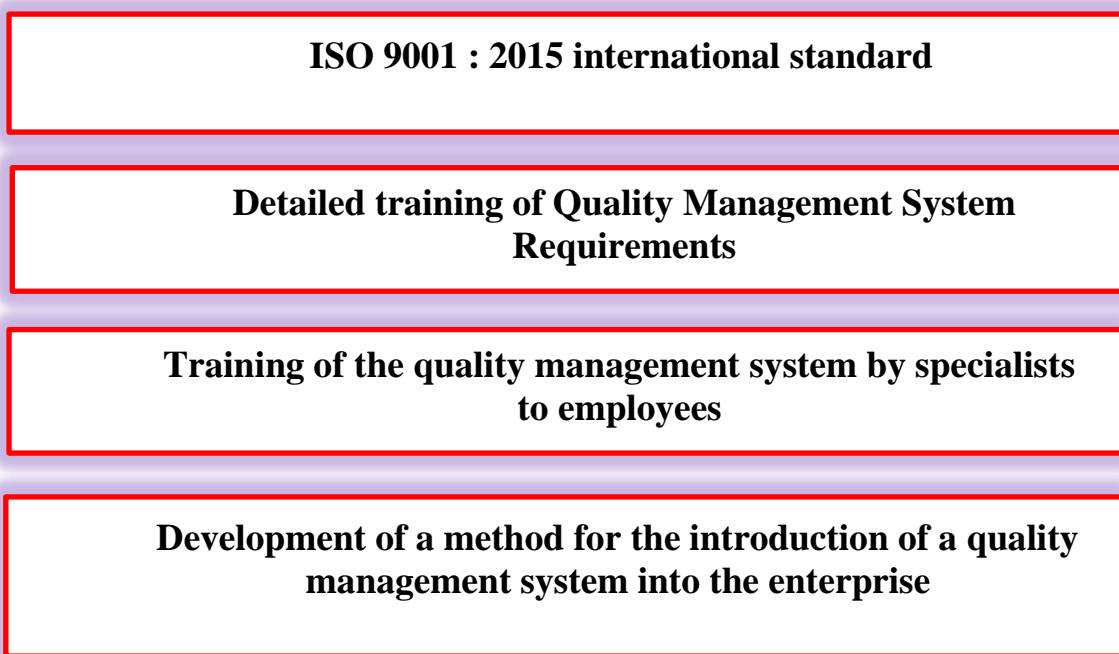 ISO 9001 : 2015 international standard
Detailed training of Quality Management System
Requirements
Training of the quality management system by specialists
to employees
Development of a method for the introduction of a quality
management system into the enterprise